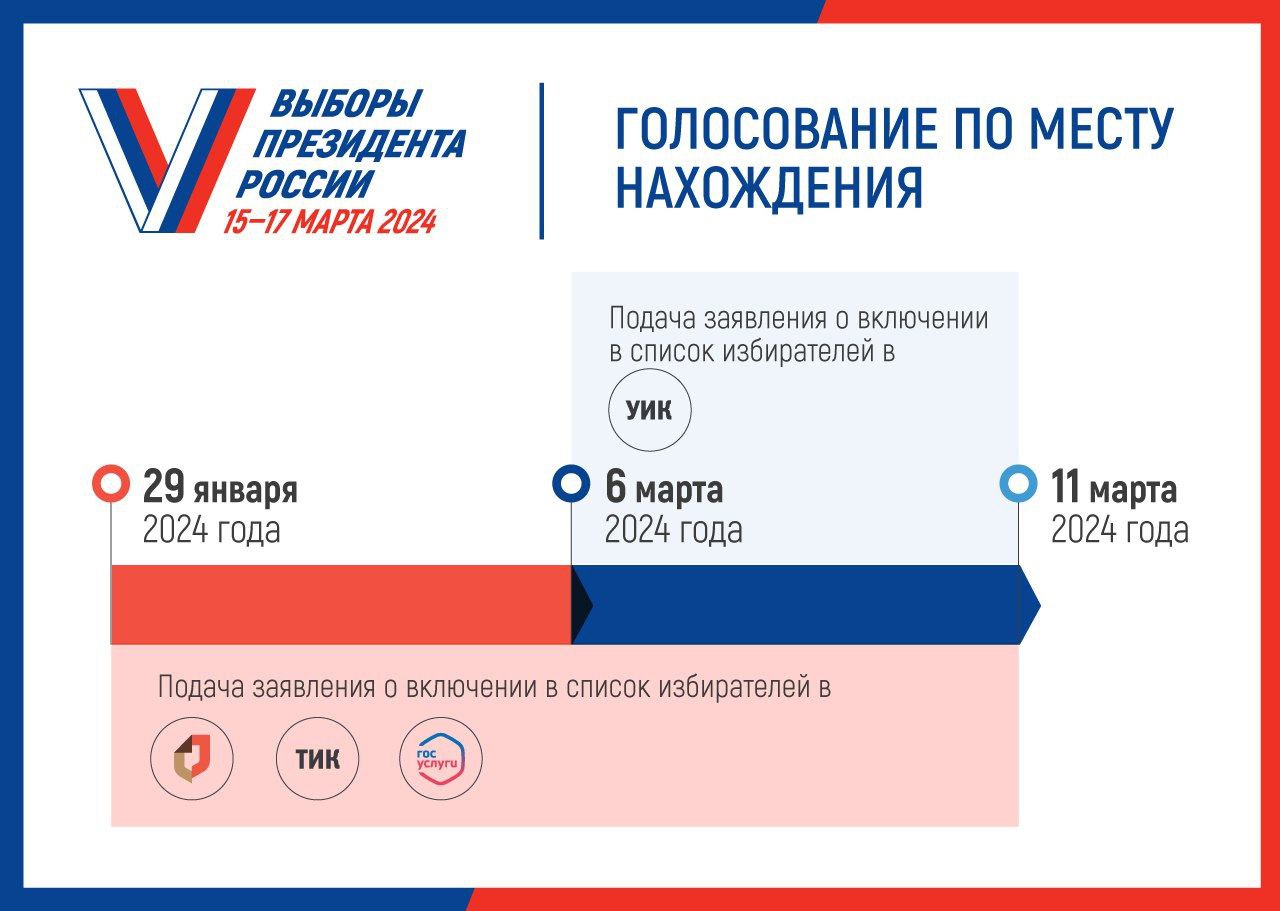 ВЫБОРЫ
ПРЕЗИДЕНТА
РОССИИ
15–17 МАРТА 2024
ГОЛОСОВАНИЕ ПО МЕСТУ
НАХОЖДЕНИЯ
Подача заявления о включении
в список избирателей в
УИК
29 января
2024 года
6 марта
2024 года
11 марта
2024 года
Подача заявления о включении в список избирателей в
ТИК
гос
услуги